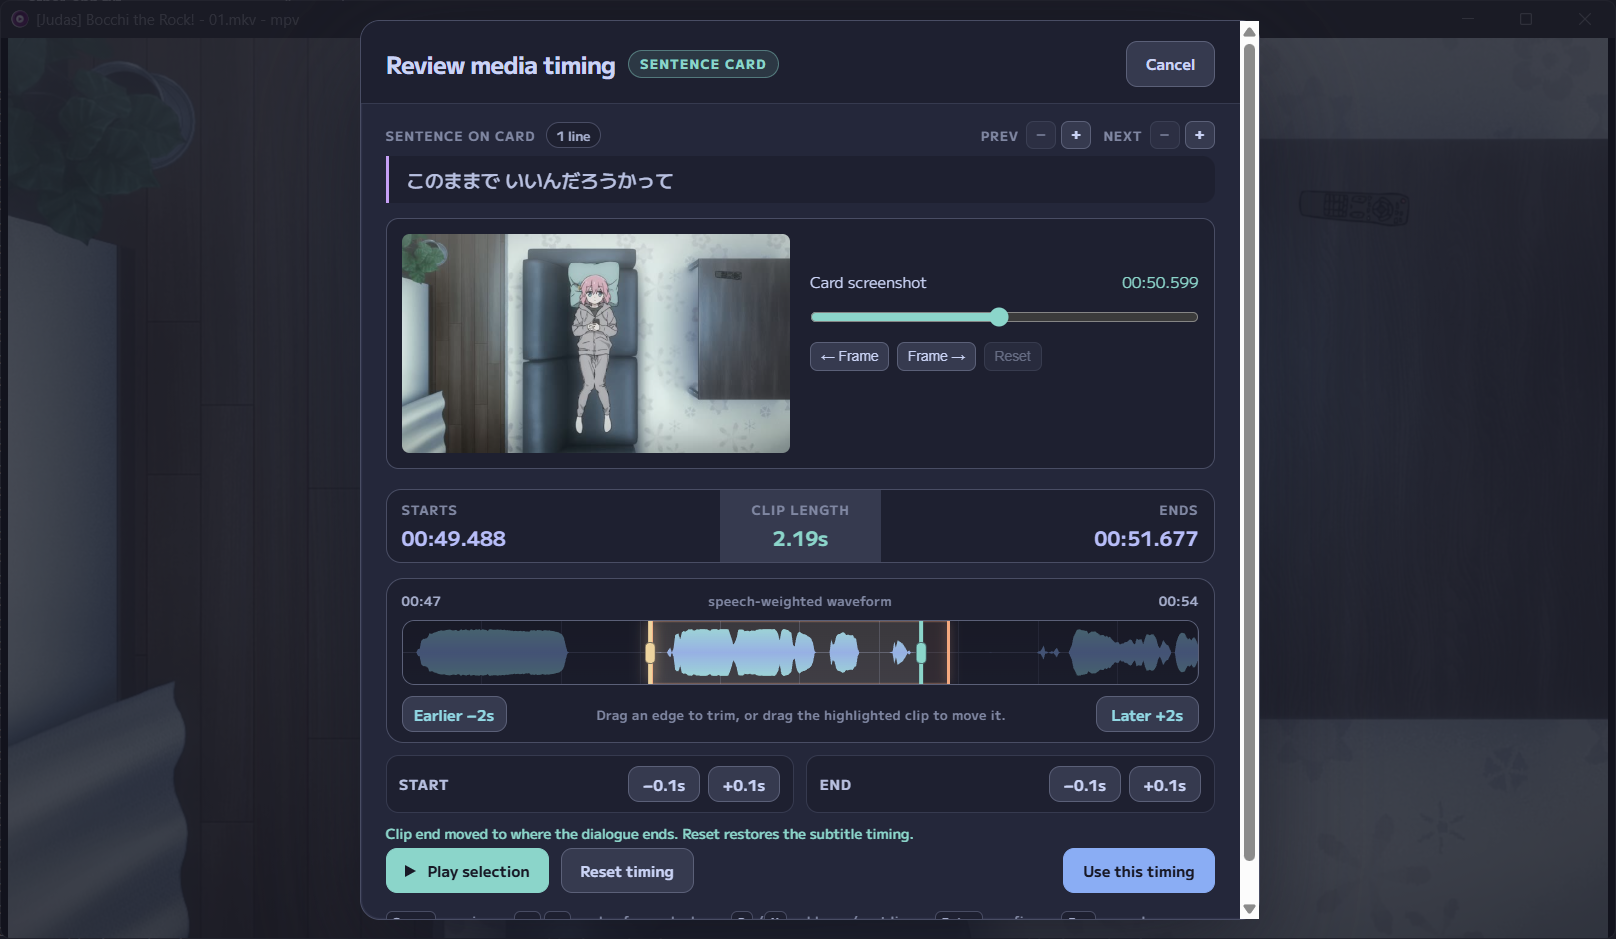 [Judas] Bocchi the Rock! - 01.mkv - mpv
Review media timing SENTENCE CARD Cancel
SENTENCE ON CARD 1 line PREV − + NEXT − +
このままで いいんだろうかって
Card screenshot 00:50.599
← Frame Frame → Reset
STARTS CLIP LENGTH ENDS
00:49.488 2.19s 00:51.677
00:47 speech-weighted waveform 00:54
Earlier −2s Drag an edge to trim, or drag the highlighted clip to move it. Later +2s
START −0.1s +0.1s END −0.1s +0.1s
Clip end moved to where the dialogue ends. Reset restores the subtitle timing.
▶ Play selection Reset timing Use this timing